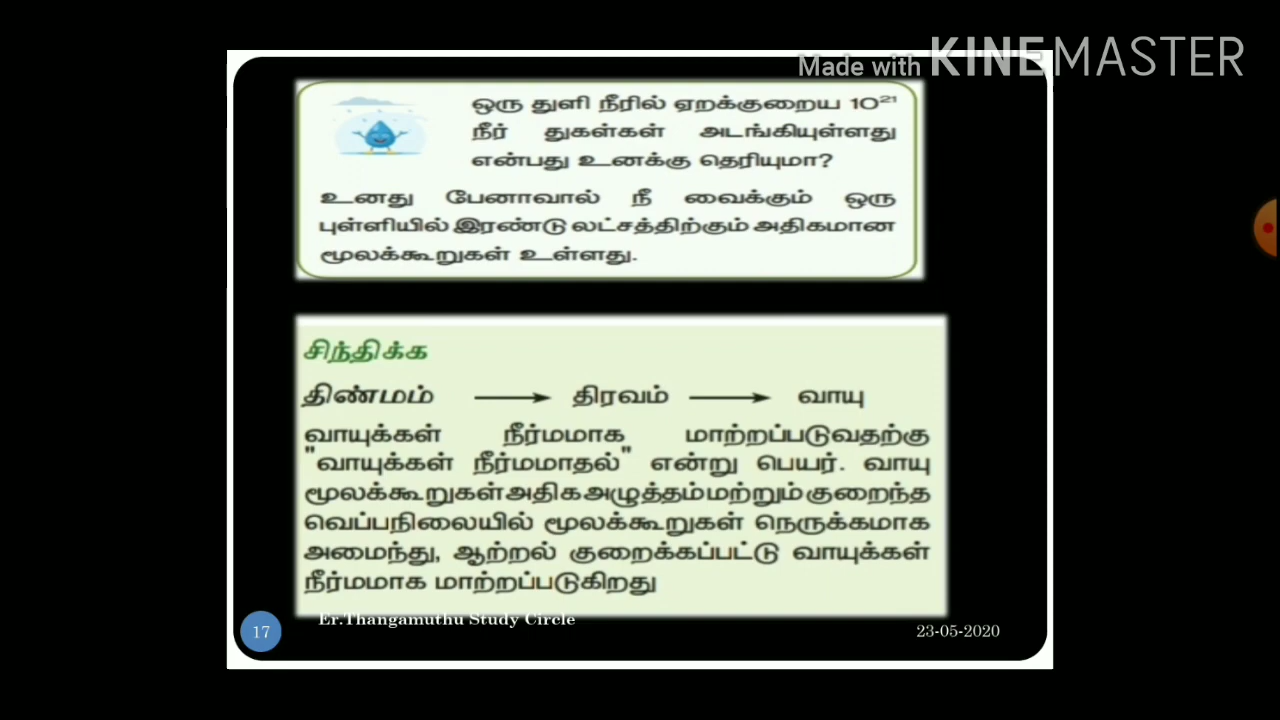 Made with KINEMASTER
ஒரு துளி நீரில் ஏறக்குறைய 10²¹
நீர் துகள்கள் அடங்கியுள்ளது
என்பது உனக்கு தெரியுமா?
உனது பேனாவால் நீ வைக்கும் ஒரு
புள்ளியில் இரண்டு லட்சத்திற்கும் அதிகமான
மூலக்கூறுகள் உள்ளது.
சிந்திக்க
திண்மம் ⟶ திரவம் ⟶ வாயு
வாயுக்கள் நீர்மமாக மாற்றப்படுவதற்கு
"வாயுக்கள் நீர்மமாதல்" என்று பெயர். வாயு
மூலக்கூறுகள் அதிக அழுத்தம் மற்றும் குறைந்த
வெப்பநிலையில் மூலக்கூறுகள் நெருக்கமாக
அமைந்து, ஆற்றல் குறைக்கப்பட்டு வாயுக்கள்
நீர்மமாக மாற்றப்படுகிறது
Er.Thangamuthu Study Circle
17
23-05-2020